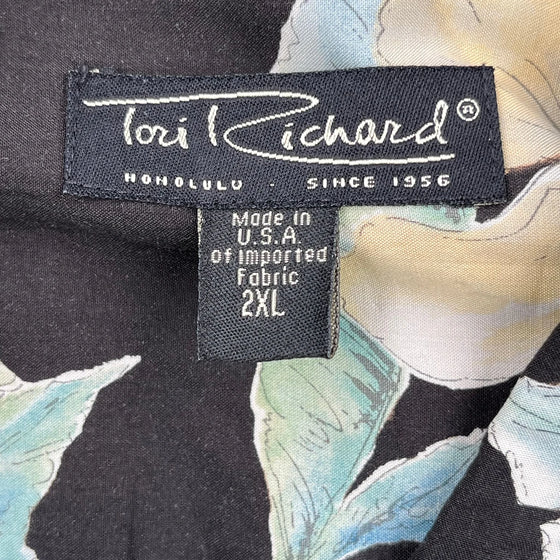 Tori Richard®
HONOLULU - SINCE 1956
Made in
U.S.A.
of Imported
Fabric
2XL